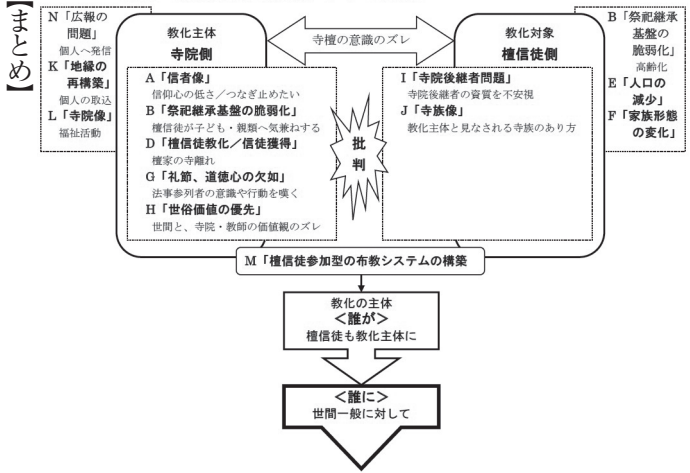 【まとめ】
N「広報の
問題」
個人へ発信
K「地縁の
再構築」
個人の取込
L「寺院像」
福祉活動
教化主体
寺院側
A「信者像」
信仰心の低さ／つなぎ止めたい
B「祭祀継承基盤の脆弱化」
檀信徒が子ども・親類へ気兼ねする
D「檀信徒教化／信徒獲得」
檀家の寺離れ
G「礼節、道徳心の欠如」
法事参列者の意識や行動を嘆く
H「世俗価値の優先」
世間と、寺院・教師の価値観のズレ
寺檀の意識のズレ
批判
教化対象
檀信徒側
I「寺院後継者問題」
寺院後継者の資質を不安視
J「寺族像」
教化主体と見なされる寺族のあり方
B「祭祀継承
基盤の
脆弱化」
高齢化
E「人口の
減少」
F「家族形態
の変化」
M「檀信徒参加型の布教システムの構築
教化の主体
＜誰が＞
檀信徒も教化主体に
＜誰に＞
世間一般に対して